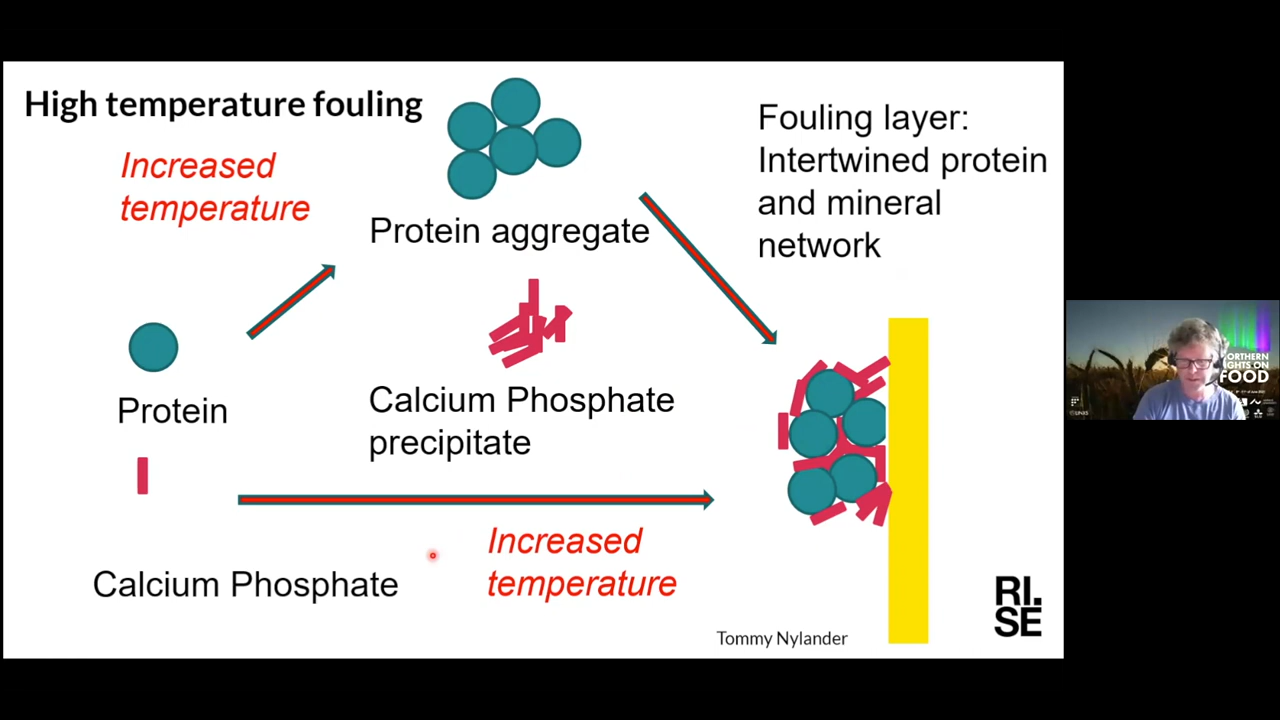 High temperature fouling
Increased
temperature
Protein aggregate
Fouling layer:
Intertwined protein
and mineral
network
Protein
Calcium Phosphate
precipitate
Calcium Phosphate
Increased
temperature
Tommy Nylander
RI.
SE
FOOD